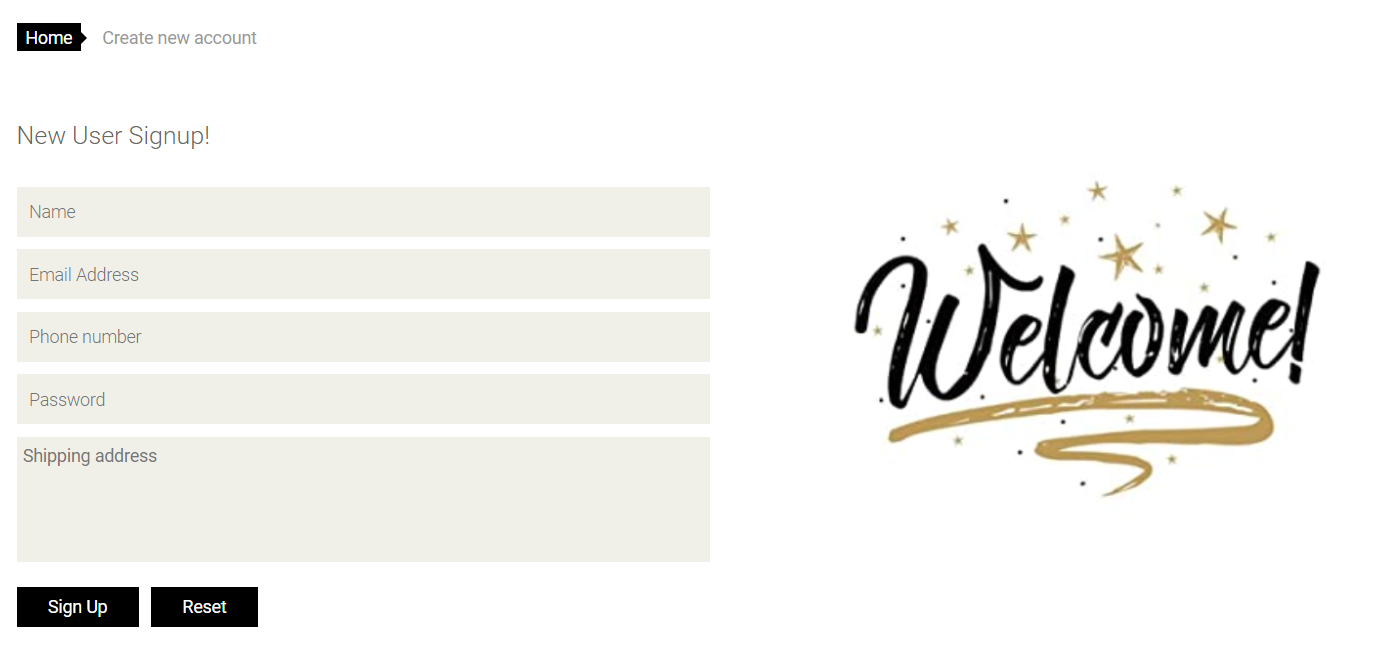 Home Create new account
New User Signup!
Name
Email Address
Phone number
Password
Shipping address
Sign Up Reset
Welcome!